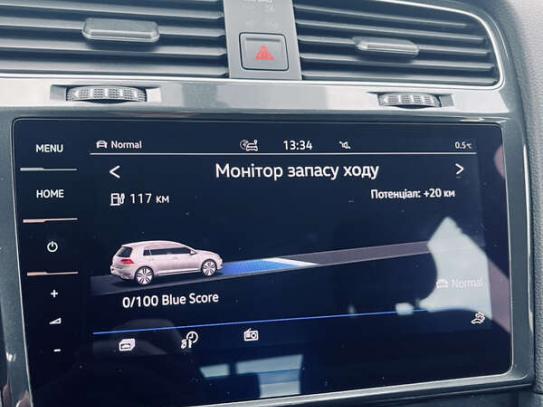 MENU
Normal
13:34
0.5°C
Монітор запасу ходу
HOME
117 км
Потенціал: +20 км
0/100 Blue Score
Normal